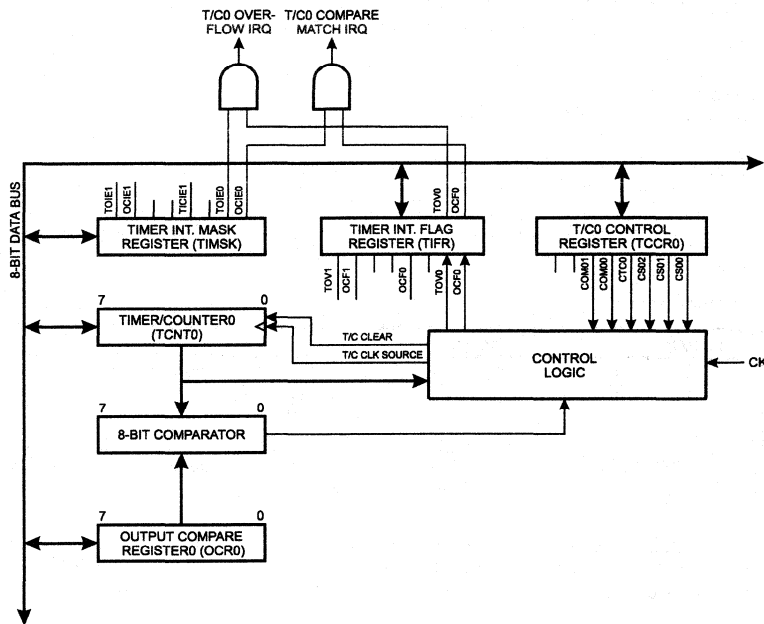 T/C0 OVER-
FLOW IRQ
T/C0 COMPARE
MATCH IRQ
8-BIT DATA BUS
TOIE1
OCIE1
TICIE1
TOIE0
OCIE0
TOV0
OCF0
TIMER INT. MASK
REGISTER (TIMSK)
TIMER INT. FLAG
REGISTER (TIFR)
T/C0 CONTROL
REGISTER (TCCR0)
TOV1
OCF1
OCF0
TOV0
OCF0
COM01
COM00
CTC0
CS02
CS01
CS00
7
0
TIMER/COUNTER0
(TCNT0)
T/C CLEAR
T/C CLK SOURCE
CONTROL
LOGIC
CK
7
0
8-BIT COMPARATOR
7
0
OUTPUT COMPARE
REGISTER0 (OCR0)